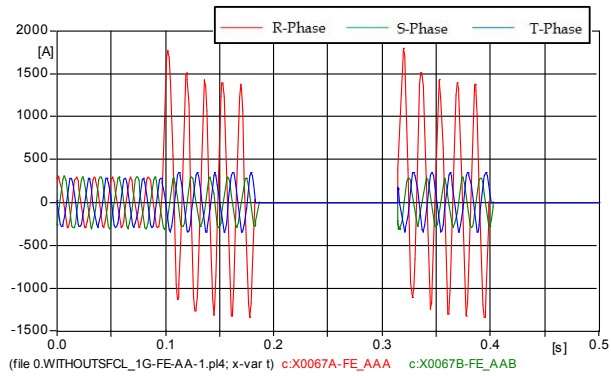 R-Phase S-Phase T-Phase
2000
[A]
1500
1000
500
0
-500
-1000
-1500
0.0 0.1 0.2 0.3 0.4 [s] 0.5
(file 0.WITHOUTSFCL_1G-FE-AA-1.pl4; x-var t) c:X0067A-FE_AAA c:X0067B-FE_AAB